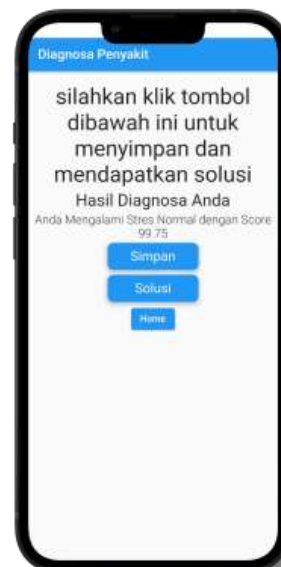 Diagnosa Penyakit
silahkan klik tombol
dibawah ini untuk
menyimpan dan
mendapatkan solusi
Hasil Diagnosa Anda
Anda Mengalami Stres Normal dengan Score
99.75
Simpan
Solusi
Home